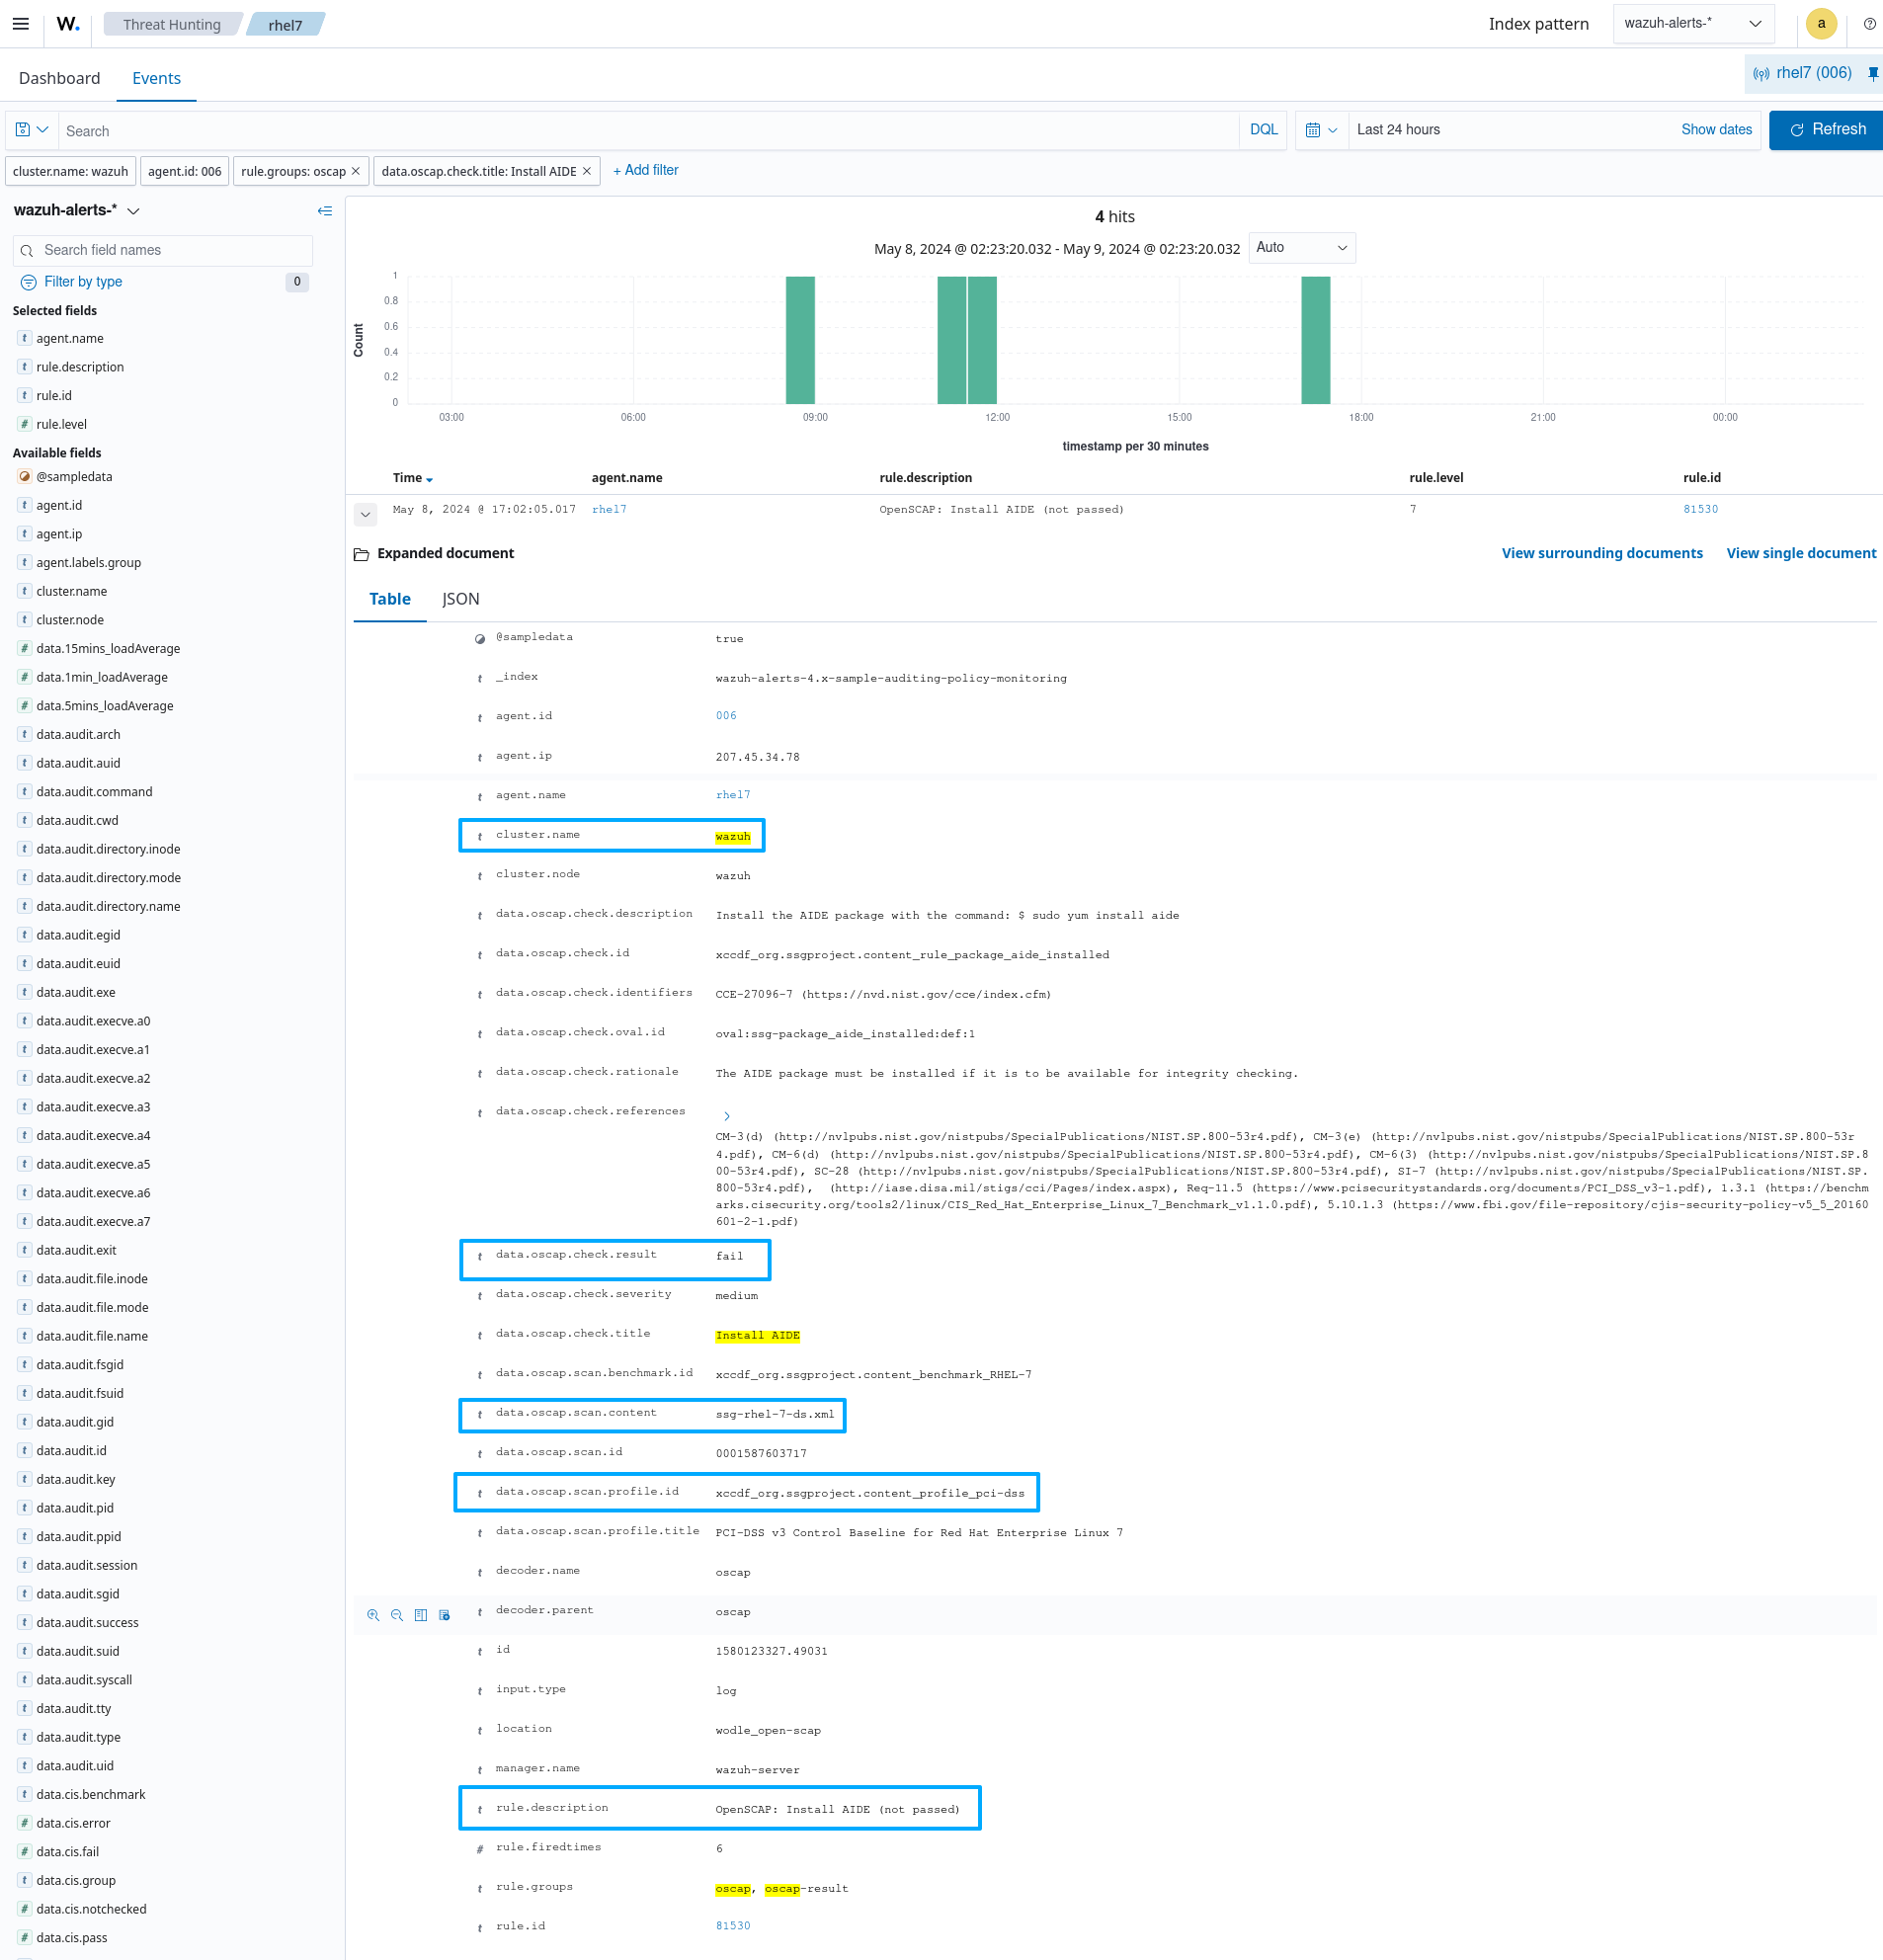 W.
Threat Hunting
rhel7
Index pattern
wazuh-alerts-*
a
Dashboard
Events
rhel7 (006)
Search
DQL
Last 24 hours
Show dates
Refresh
cluster.name: wazuh
agent.id: 006
rule.groups: oscap
data.oscap.check.title: Install AIDE
+ Add filter
wazuh-alerts-*
Search field names
Filter by type
0
Selected fields
t agent.name
t rule.description
t rule.id
# rule.level
Available fields
@sampledata
t agent.id
t agent.ip
t agent.labels.group
t cluster.name
t cluster.node
# data.15mins_loadAverage
# data.1min_loadAverage
# data.5mins_loadAverage
t data.audit.arch
t data.audit.auid
t data.audit.command
t data.audit.cwd
t data.audit.directory.inode
t data.audit.directory.mode
t data.audit.directory.name
t data.audit.egid
t data.audit.euid
t data.audit.exe
t data.audit.execve.a0
t data.audit.execve.a1
t data.audit.execve.a2
t data.audit.execve.a3
t data.audit.execve.a4
t data.audit.execve.a5
t data.audit.execve.a6
t data.audit.execve.a7
t data.audit.exit
t data.audit.file.inode
t data.audit.file.mode
t data.audit.file.name
t data.audit.fsgid
t data.audit.fsuid
t data.audit.gid
t data.audit.id
t data.audit.key
t data.audit.pid
t data.audit.ppid
t data.audit.session
t data.audit.sgid
t data.audit.success
t data.audit.suid
t data.audit.syscall
t data.audit.tty
t data.audit.type
t data.audit.uid
t data.cis.benchmark
# data.cis.error
# data.cis.fail
t data.cis.group
# data.cis.notchecked
t data.cis.pass
4 hits
May 8, 2024 @ 02:23:20.032 - May 9, 2024 @ 02:23:20.032
Auto
Count
1
0.8
0.6
0.4
0.2
0
03:00 06:00 09:00 12:00 15:00 18:00 21:00 00:00
timestamp per 30 minutes
Time agent.name rule.description rule.level rule.id
May 8, 2024 @ 17:02:05.017 rhel7 OpenSCAP: Install AIDE (not passed) 7 81530
Expanded document
View surrounding documents
View single document
Table
JSON
@sampledata true
t _index wazuh-alerts-4.x-sample-auditing-policy-monitoring
t agent.id 006
t agent.ip 207.45.34.78
t agent.name rhel7
t cluster.name wazuh
t cluster.node wazuh
t data.oscap.check.description Install the AIDE package with the command: $ sudo yum install aide
t data.oscap.check.id xccdf_org.ssgproject.content_rule_package_aide_installed
t data.oscap.check.identifiers CCE-27096-7 (https://nvd.nist.gov/cce/index.cfm)
t data.oscap.check.oval.id oval:ssg-package_aide_installed:def:1
t data.oscap.check.rationale The AIDE package must be installed if it is to be available for integrity checking.
t data.oscap.check.references
CM-3(d) (http://nvlpubs.nist.gov/nistpubs/SpecialPublications/NIST.SP.800-53r4.pdf), CM-3(e) (http://nvlpubs.nist.gov/nistpubs/SpecialPublications/NIST.SP.800-53r
4.pdf), CM-6(d) (http://nvlpubs.nist.gov/nistpubs/SpecialPublications/NIST.SP.800-53r4.pdf), CM-6(3) (http://nvlpubs.nist.gov/nistpubs/SpecialPublications/NIST.SP.8
00-53r4.pdf), SC-28 (http://nvlpubs.nist.gov/nistpubs/SpecialPublications/NIST.SP.800-53r4.pdf), SI-7 (http://nvlpubs.nist.gov/nistpubs/SpecialPublications/NIST.SP.
800-53r4.pdf), (http://iase.disa.mil/stigs/cci/Pages/index.aspx), Req-11.5 (https://www.pcisecuritystandards.org/documents/PCI_DSS_v3-1.pdf), 1.3.1 (https://benchm
arks.cisecurity.org/tools2/linux/CIS_Red_Hat_Enterprise_Linux_7_Benchmark_v1.1.0.pdf), 5.10.1.3 (https://www.fbi.gov/file-repository/cjis-security-policy-v5_5_20160
601-2-1.pdf)
t data.oscap.check.result fail
t data.oscap.check.severity medium
t data.oscap.check.title Install AIDE
t data.oscap.scan.benchmark.id xccdf_org.ssgproject.content_benchmark_RHEL-7
t data.oscap.scan.content ssg-rhel-7-ds.xml
t data.oscap.scan.id 0001587603717
t data.oscap.scan.profile.id xccdf_org.ssgproject.content_profile_pci-dss
t data.oscap.scan.profile.title PCI-DSS v3 Control Baseline for Red Hat Enterprise Linux 7
t decoder.name oscap
t decoder.parent oscap
t id 1580123327.49031
t input.type log
t location wodle_open-scap
t manager.name wazuh-server
t rule.description OpenSCAP: Install AIDE (not passed)
# rule.firedtimes 6
t rule.groups oscap, oscap-result
t rule.id 81530